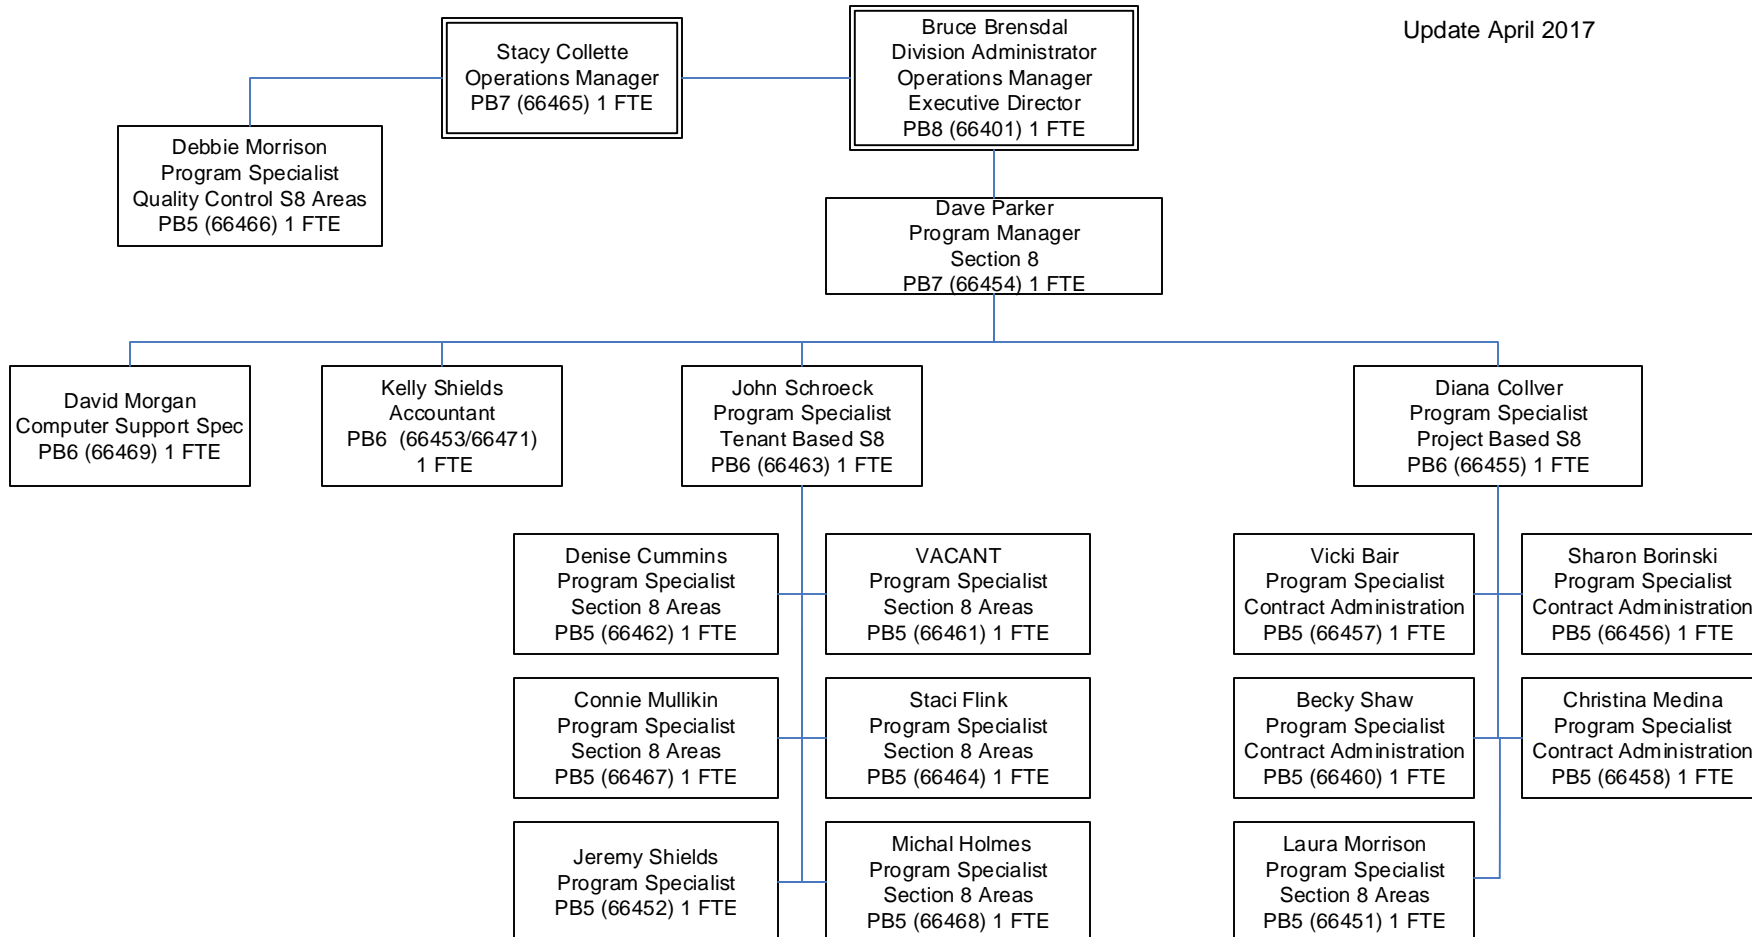 Update April 2017
Stacy Collette
Operations Manager
PB7 (66465) 1 FTE
Bruce Brensdal
Division Administrator
Operations Manager
Executive Director
PB8 (66401) 1 FTE
Debbie Morrison
Program Specialist
Quality Control S8 Areas
PB5 (66466) 1 FTE
Dave Parker
Program Manager
Section 8
PB7 (66454) 1 FTE
David Morgan
Computer Support Spec
PB6 (66469) 1 FTE
Kelly Shields
Accountant
PB6 (66453/66471)
1 FTE
John Schroeck
Program Specialist
Tenant Based S8
PB6 (66463) 1 FTE
Diana Collver
Program Specialist
Project Based S8
PB6 (66455) 1 FTE
Denise Cummins
Program Specialist
Section 8 Areas
PB5 (66462) 1 FTE
VACANT
Program Specialist
Section 8 Areas
PB5 (66461) 1 FTE
Vicki Bair
Program Specialist
Contract Administration
PB5 (66457) 1 FTE
Sharon Borinski
Program Specialist
Contract Administration
PB5 (66456) 1 FTE
Connie Mullikin
Program Specialist
Section 8 Areas
PB5 (66467) 1 FTE
Staci Flink
Program Specialist
Section 8 Areas
PB5 (66464) 1 FTE
Becky Shaw
Program Specialist
Contract Administration
PB5 (66460) 1 FTE
Christina Medina
Program Specialist
Contract Administration
PB5 (66458) 1 FTE
Jeremy Shields
Program Specialist
PB5 (66452) 1 FTE
Michal Holmes
Program Specialist
Section 8 Areas
PB5 (66468) 1 FTE
Laura Morrison
Program Specialist
Section 8 Areas
PB5 (66451) 1 FTE